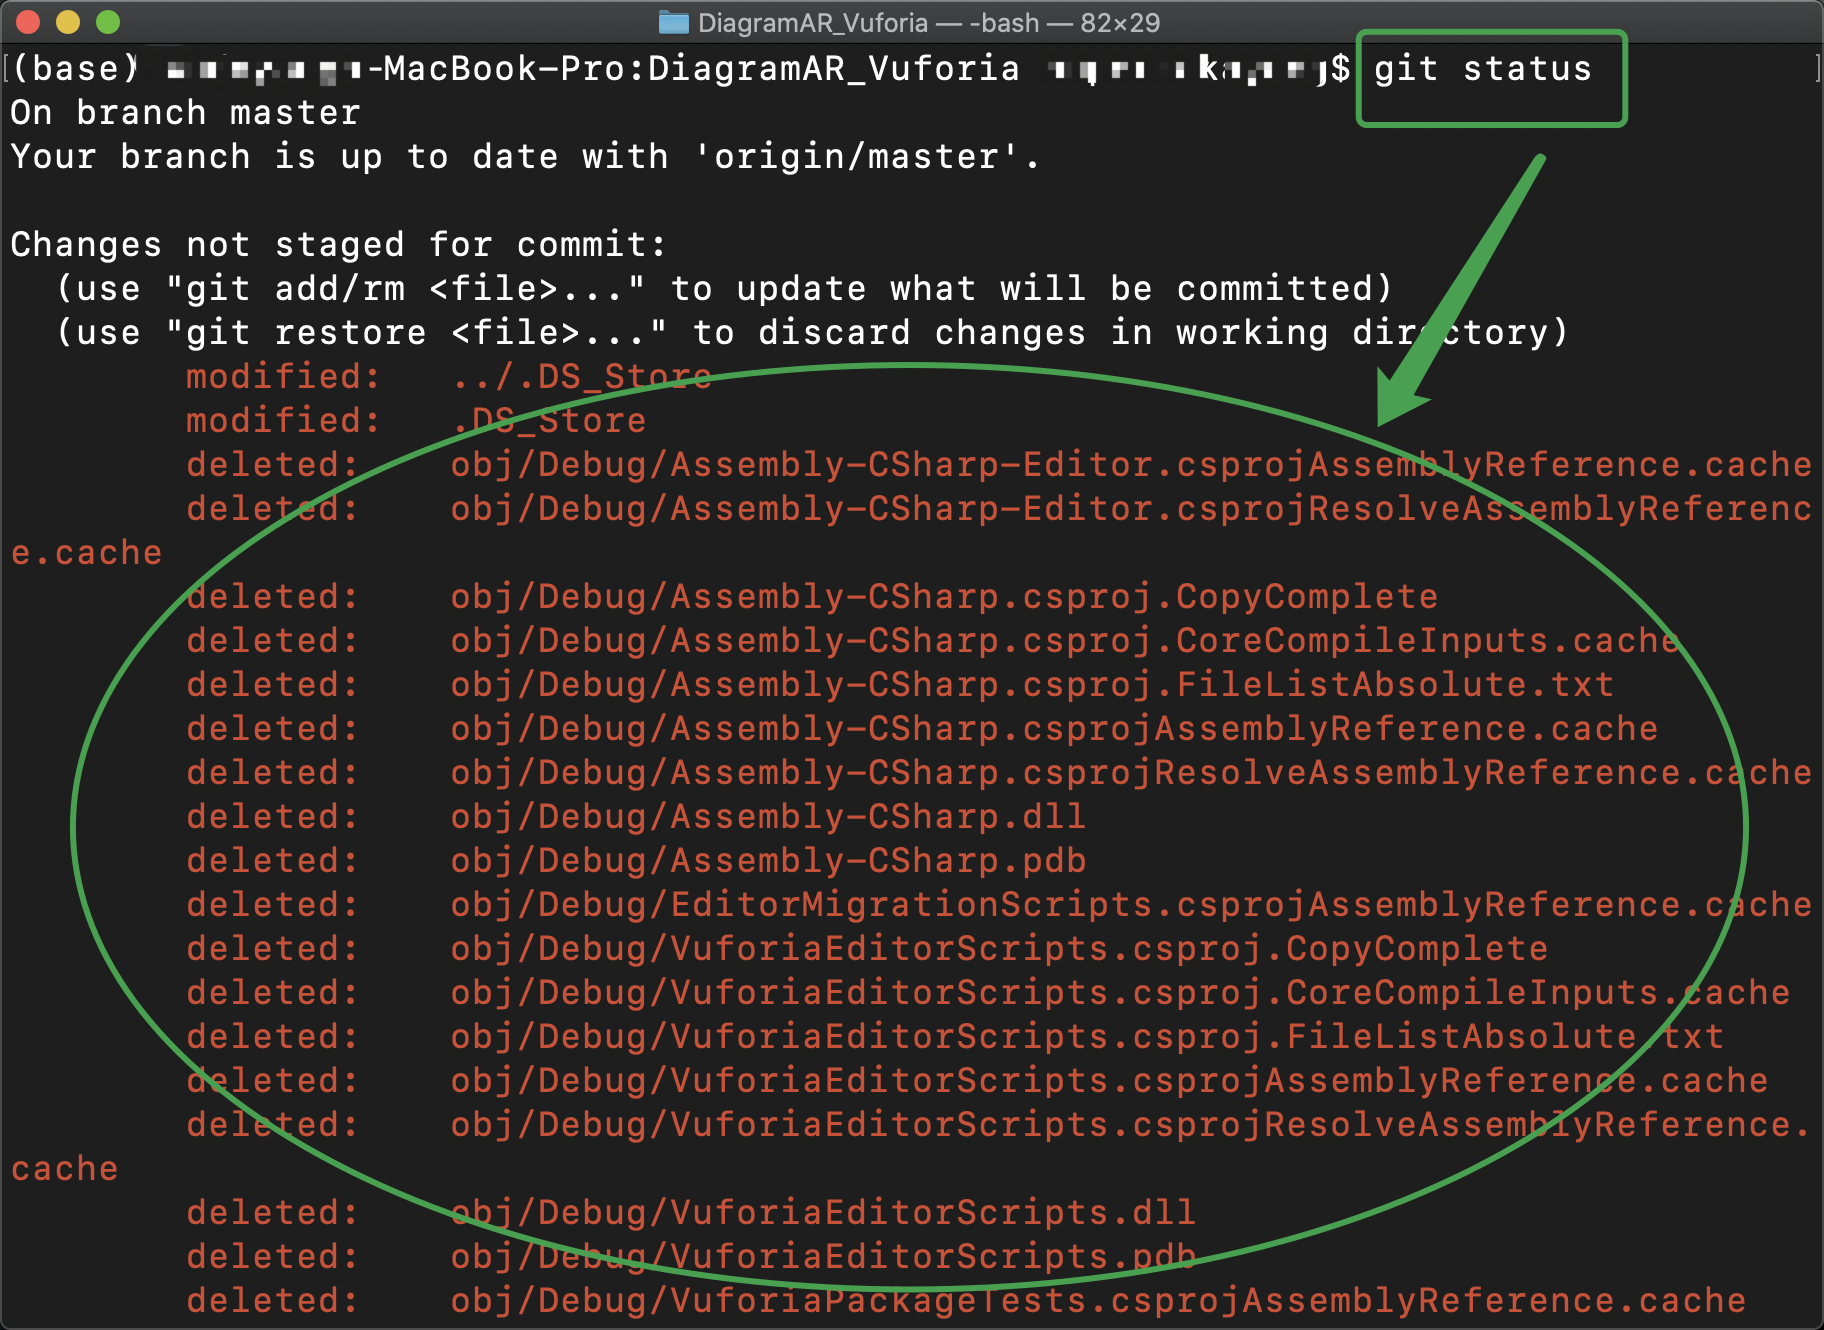 DiagramAR_Vuforia — -bash — 82×29
(base) -MacBook-Pro:DiagramAR_Vuforia $ git status
On branch master
Your branch is up to date with 'origin/master'.
Changes not staged for commit:
(use "git add/rm <file>..." to update what will be committed)
(use "git restore <file>..." to discard changes in working directory)
modified: ../.DS_Store
modified: .DS_Store
deleted: obj/Debug/Assembly-CSharp-Editor.csprojAssemblyReference.cache
deleted: obj/Debug/Assembly-CSharp-Editor.csprojResolveAssemblyReferenc
e.cache
deleted: obj/Debug/Assembly-CSharp.csproj.CopyComplete
deleted: obj/Debug/Assembly-CSharp.csproj.CoreCompileInputs.cache
deleted: obj/Debug/Assembly-CSharp.csproj.FileListAbsolute.txt
deleted: obj/Debug/Assembly-CSharp.csprojAssemblyReference.cache
deleted: obj/Debug/Assembly-CSharp.csprojResolveAssemblyReference.cache
deleted: obj/Debug/Assembly-CSharp.dll
deleted: obj/Debug/Assembly-CSharp.pdb
deleted: obj/Debug/EditorMigrationScripts.csprojAssemblyReference.cache
deleted: obj/Debug/VuforiaEditorScripts.csproj.CopyComplete
deleted: obj/Debug/VuforiaEditorScripts.csproj.CoreCompileInputs.cache
deleted: obj/Debug/VuforiaEditorScripts.csproj.FileListAbsolute.txt
deleted: obj/Debug/VuforiaEditorScripts.csprojAssemblyReference.cache
deleted: obj/Debug/VuforiaEditorScripts.csprojResolveAssemblyReference.
cache
deleted: obj/Debug/VuforiaEditorScripts.dll
deleted: obj/Debug/VuforiaEditorScripts.pdb
deleted: obj/Debug/VuforiaPackageTests.csprojAssemblyReference.cache